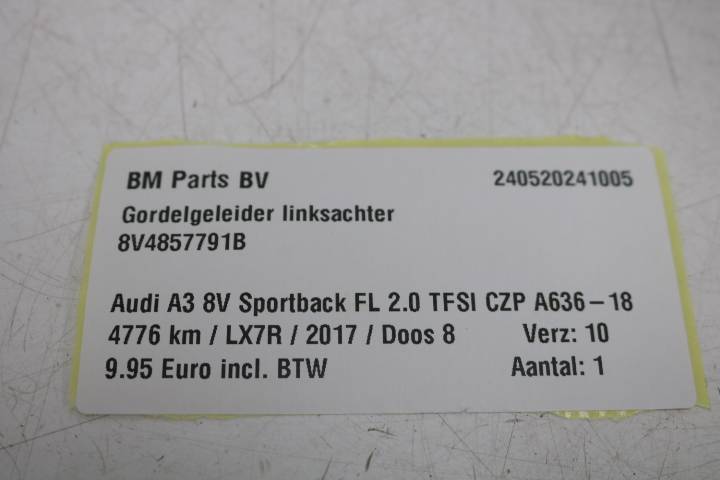 BM Parts BV 240520241005
Gordelgeleider linksachter
8V4857791B
Audi A3 8V Sportback FL 2.0 TFSI CZP A636-18
4776 km / LX7R / 2017 / Doos 8 Verz: 10
9.95 Euro incl. BTW Aantal: 1